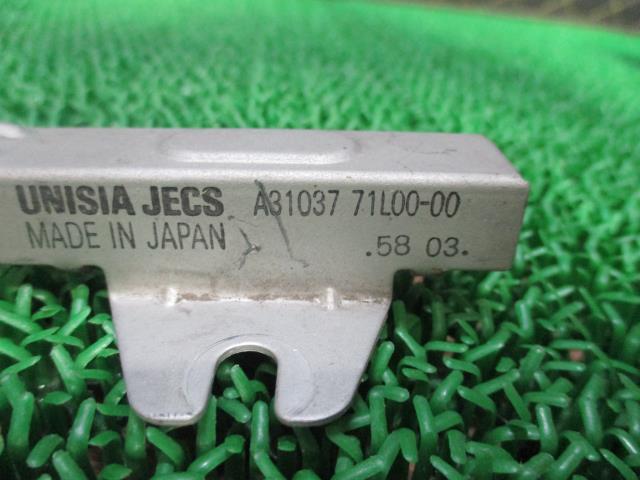 UNISIA JECS A31037 71L00-00
MADE IN JAPAN .58 03.